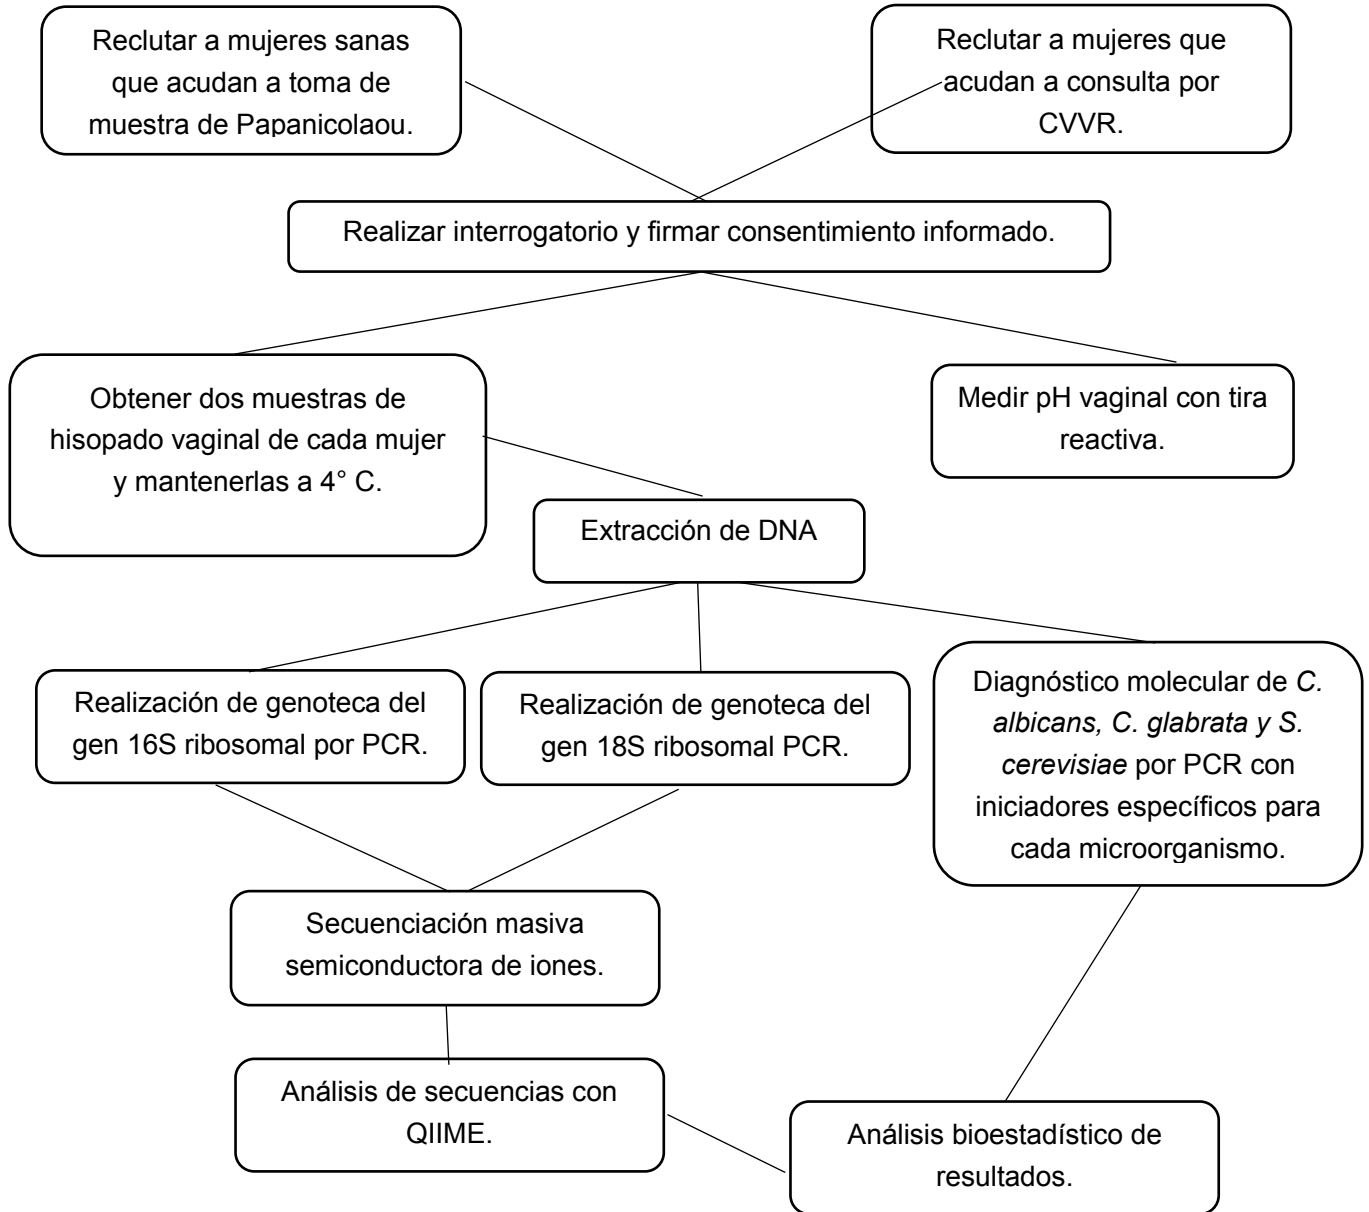 Reclutar a mujeres sanas
que acudan a toma de
muestra de Papanicolaou.
Reclutar a mujeres que
acudan a consulta por
CVVR.
Realizar interrogatorio y firmar consentimiento informado.
Obtener dos muestras de
hisopado vaginal de cada mujer
y mantenerlas a 4° C.
Medir pH vaginal con tira
reactiva.
Extracción de DNA
Realización de genoteca del
gen 16S ribosomal por PCR.
Realización de genoteca del
gen 18S ribosomal PCR.
Diagnóstico molecular de C.
albicans, C. glabrata y S.
cerevisiae por PCR con
iniciadores específicos para
cada microorganismo.
Secuenciación masiva
semiconductora de iones.
Análisis de secuencias con
QIIME.
Análisis bioestadístico de
resultados.